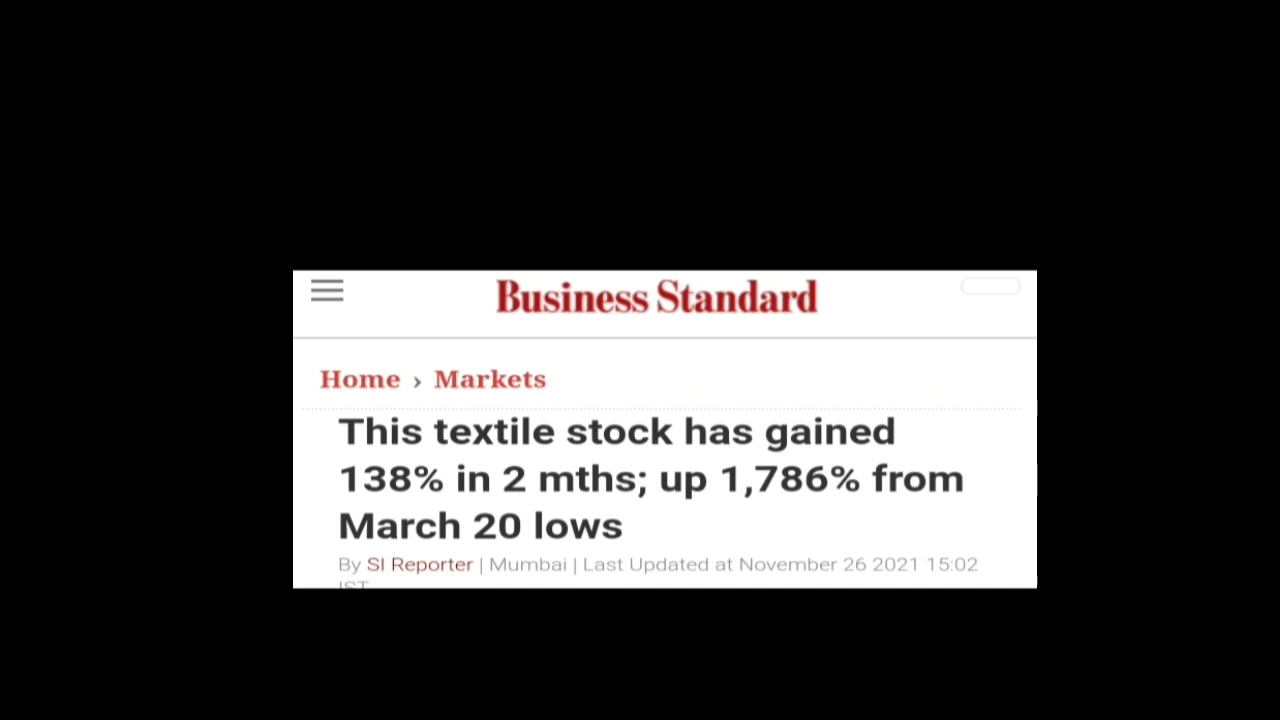 Business Standard
Home › Markets
This textile stock has gained
138% in 2 mths; up 1,786% from
March 20 lows
By SI Reporter | Mumbai | Last Updated at November 26 2021 15:02
IST